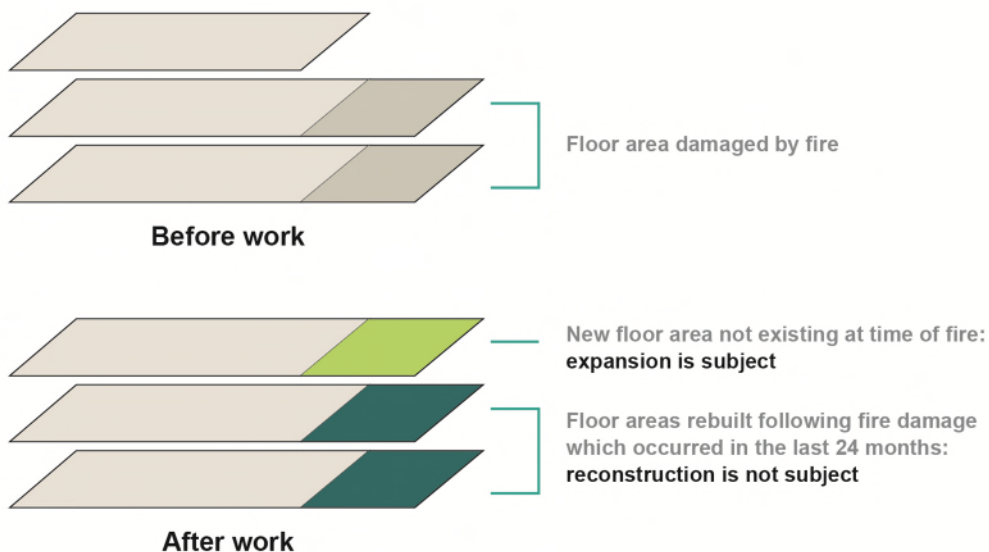 Floor area damaged by fire
Before work
New floor area not existing at time of fire:
expansion is subject
Floor areas rebuilt following fire damage
which occurred in the last 24 months:
reconstruction is not subject
After work